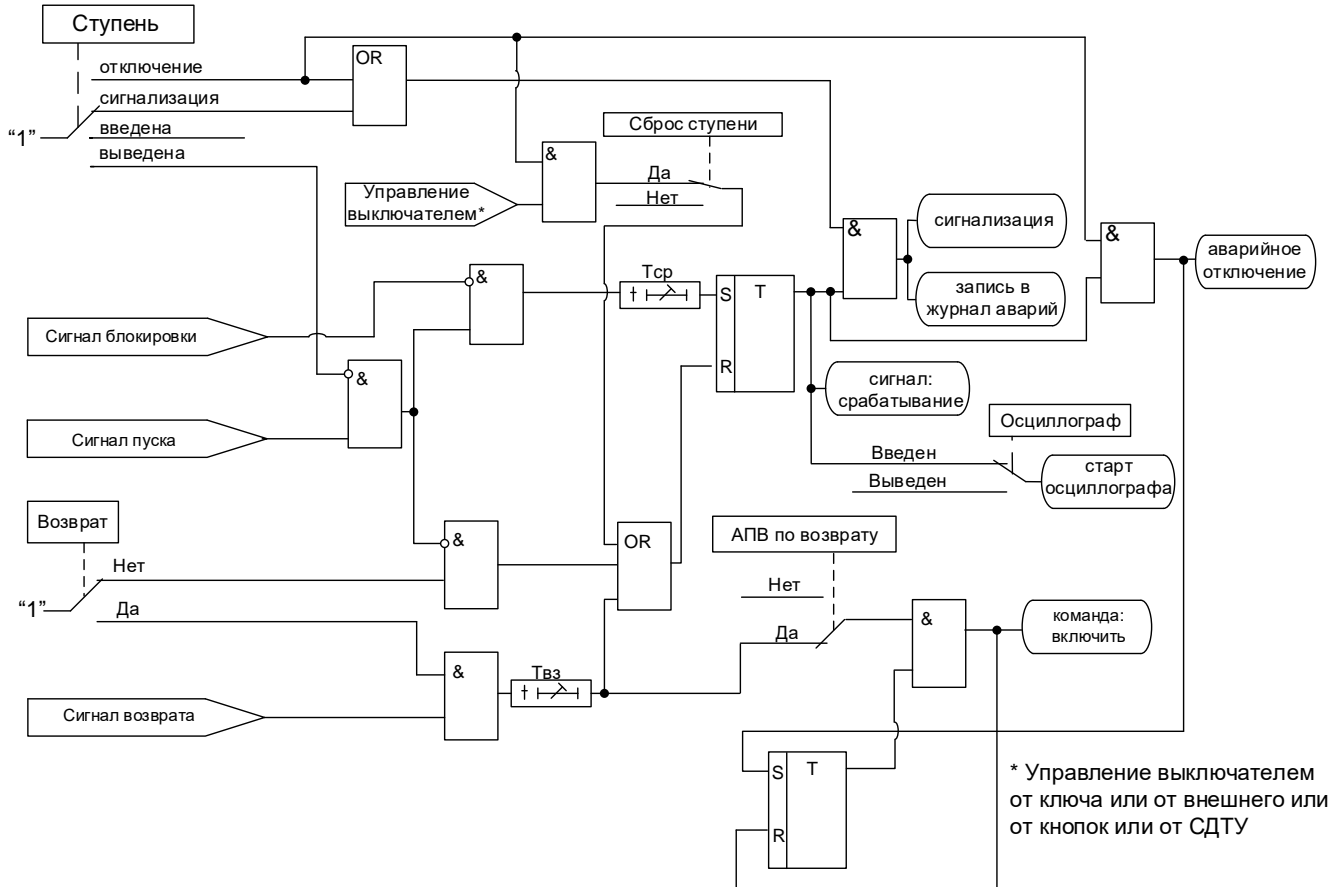 Ступень
отключение
OR
сигнализация
“1”
введена
выведена
Сброс ступени
&
Да
Нет
Управление
выключателем*
&
сигнализация
запись в
журнал аварий
&
аварийное
отключение
&
Тср
S
T
R
Сигнал блокировки
&
Сигнал пуска
сигнал:
срабатывание
Осциллограф
Введен
Выведен
старт
осциллографа
Возврат
Нет
“1”
Да
&
OR
АПВ по возврату
Нет
Да
&
команда:
включить
&
Твз
Сигнал возврата
S
T
R
* Управление выключателем
от ключа или от внешнего или
от кнопок или от СДТУ